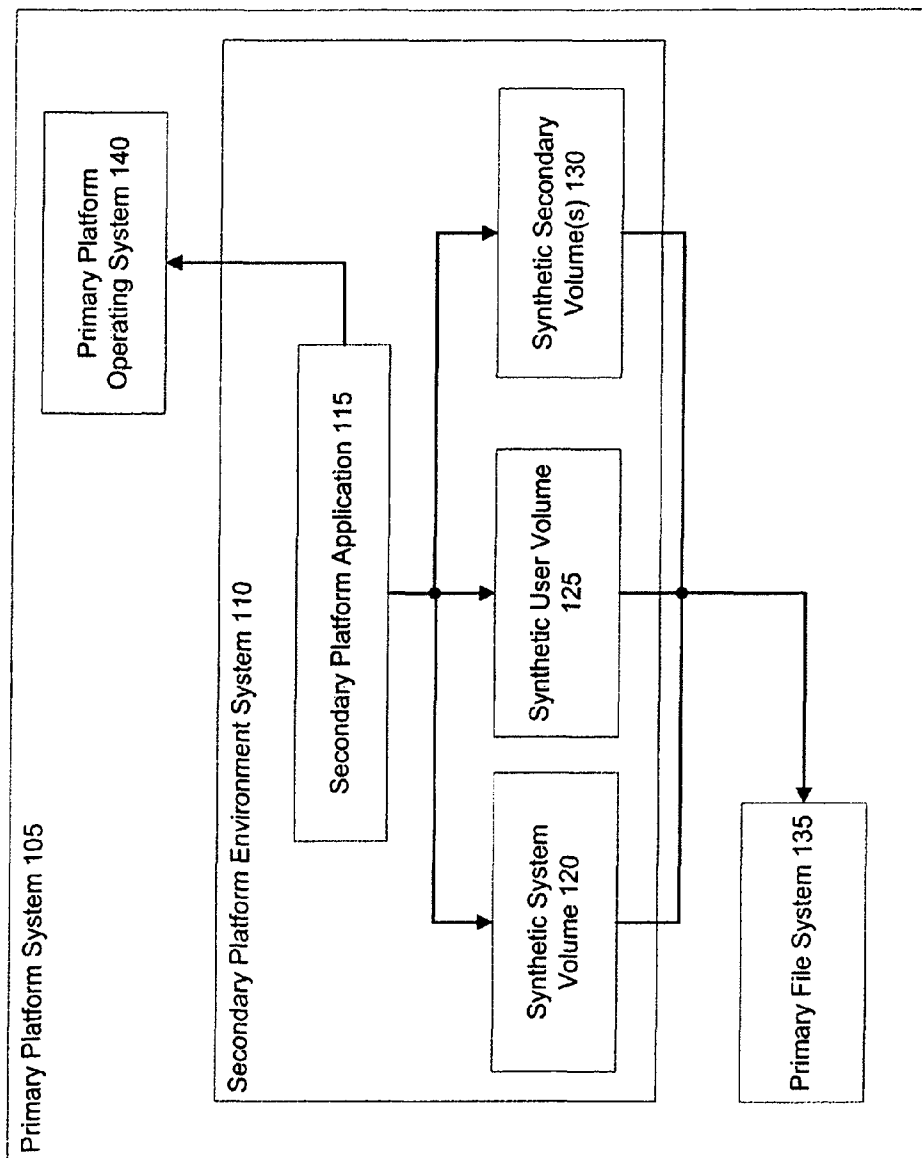 Primary Platform System 105
Primary Platform
Operating System 140
Secondary Platform Environment System 110
Secondary Platform Application 115
Synthetic System
Volume 120
Synthetic User Volume
125
Synthetic Secondary
Volume(s) 130
Primary File System 135